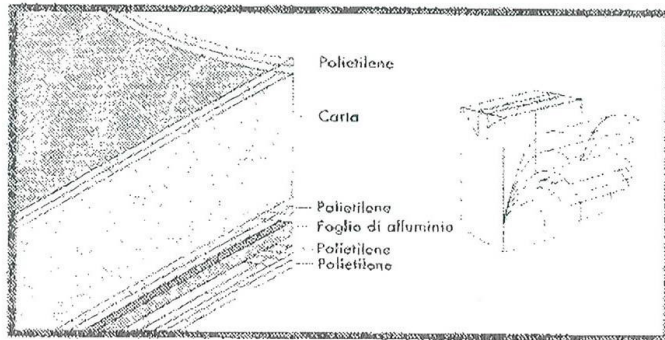 Polietilene
Carta
Polietilene
Foglio di alluminio
Polietilene
Polietilene